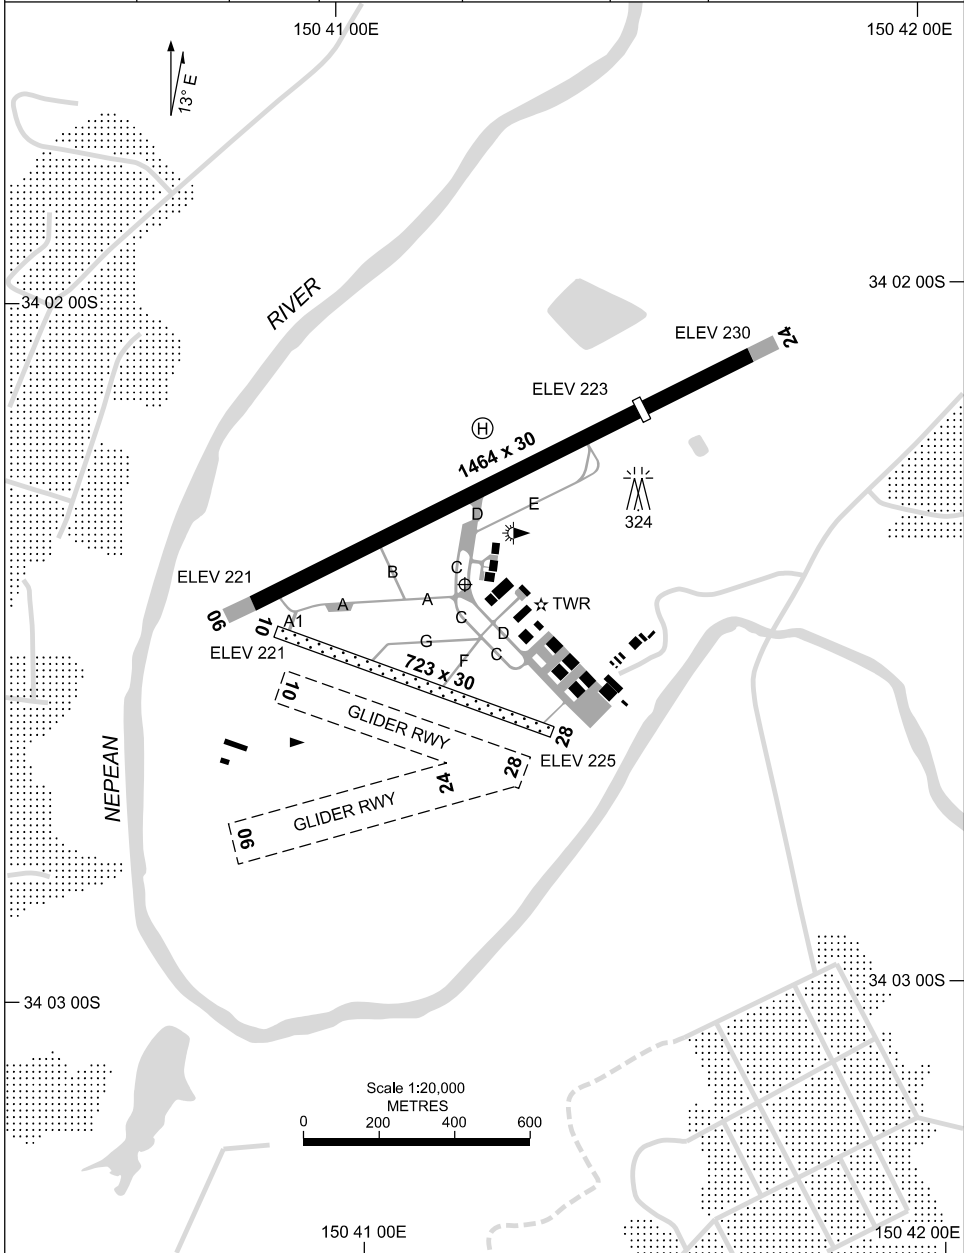 150 41 00E
150 42 00E
13° E
34 02 00S
34 02 00S
RIVER
ELEV 230
24
ELEV 223
H
1464 x 30
E
D
324
C
B
ELEV 221
A
A
TWR
06
A1
10
C
D
ELEV 221
G
F
C
723 x 30
10
GLIDER RWY
28
ELEV 225
28
24
NEPEAN
GLIDER RWY
06
34 03 00S
34 03 00S
Scale 1:20,000
METRES
0 200 400 600
150 41 00E
150 42 00E